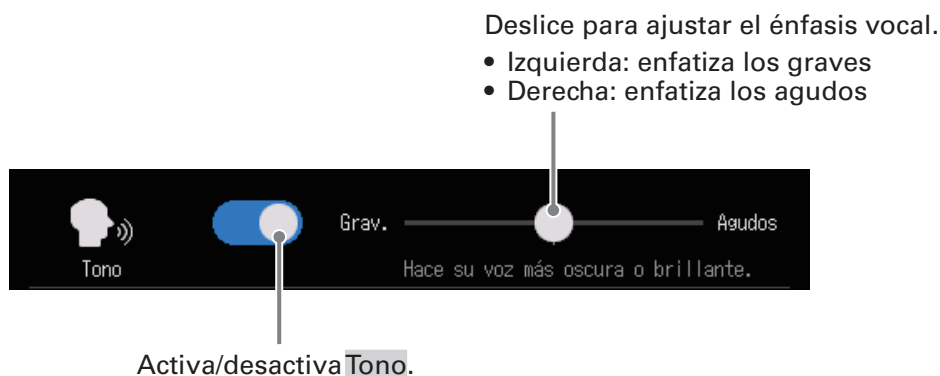 Deslice para ajustar el énfasis vocal.
• Izquierda: enfatiza los graves
• Derecha: enfatiza los agudos
Grav. Agudos
Tono Hace su voz más oscura o brillante.
Activa/desactiva Tono.